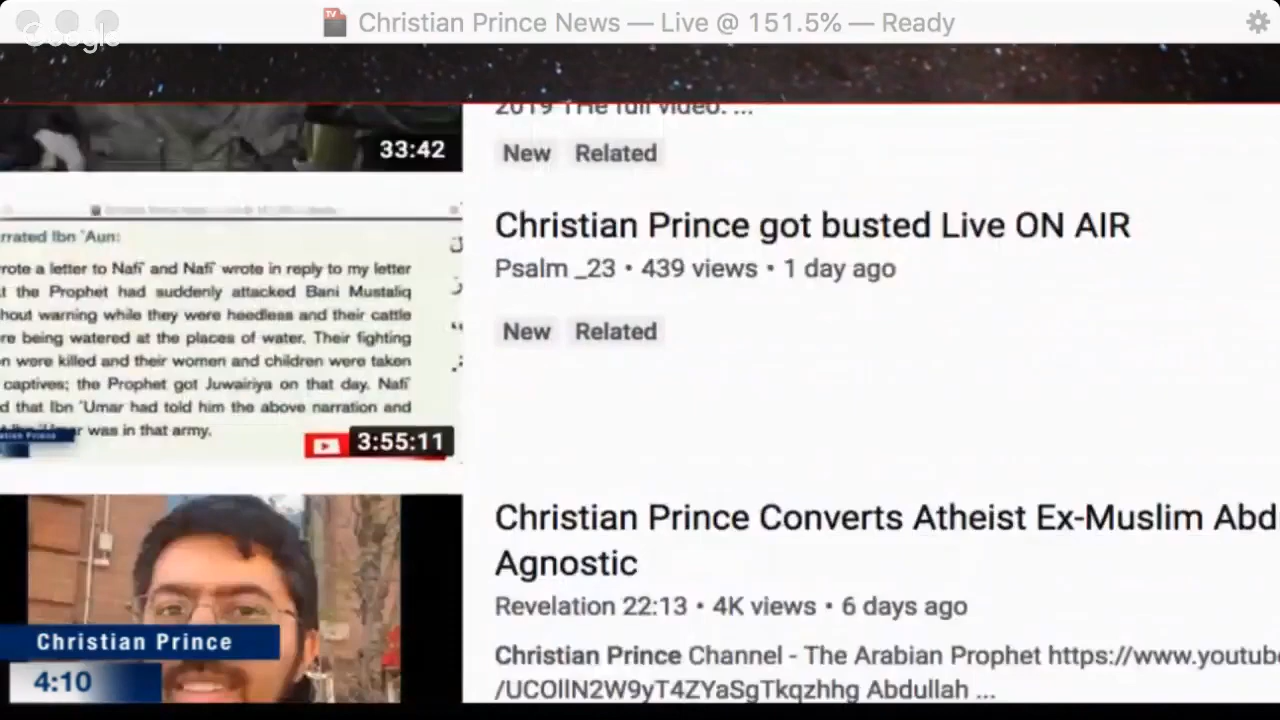 Christian Prince News — Live @ 151.5% — Ready
Google
2019 THe full video. ...
33:42
New Related
Christian Prince got busted Live ON AIR
Psalm _23 • 439 views • 1 day ago
New Related
rrated Ibn 'Aun:
rote a letter to Nafi' and Nafi' wrote in reply to my letter
t the Prophet had suddenly attacked Bani Mustaliq
hout warning while they were heedless and their cattle
re being watered at the places of water. Their fighting
n were killed and their women and children were taken
captives; the Prophet got Juwairiya on that day. Nafi'
d that Ibn 'Umar had told him the above narration and
was in that army.
3:55:11
Christian Prince Converts Atheist Ex-Muslim Abd
Agnostic
Revelation 22:13 • 4K views • 6 days ago
Christian Prince Channel - The Arabian Prophet https://www.youtube
/UCOllN2W9yT4ZYaSgTkqzhhg Abdullah ...
Christian Prince
4:10